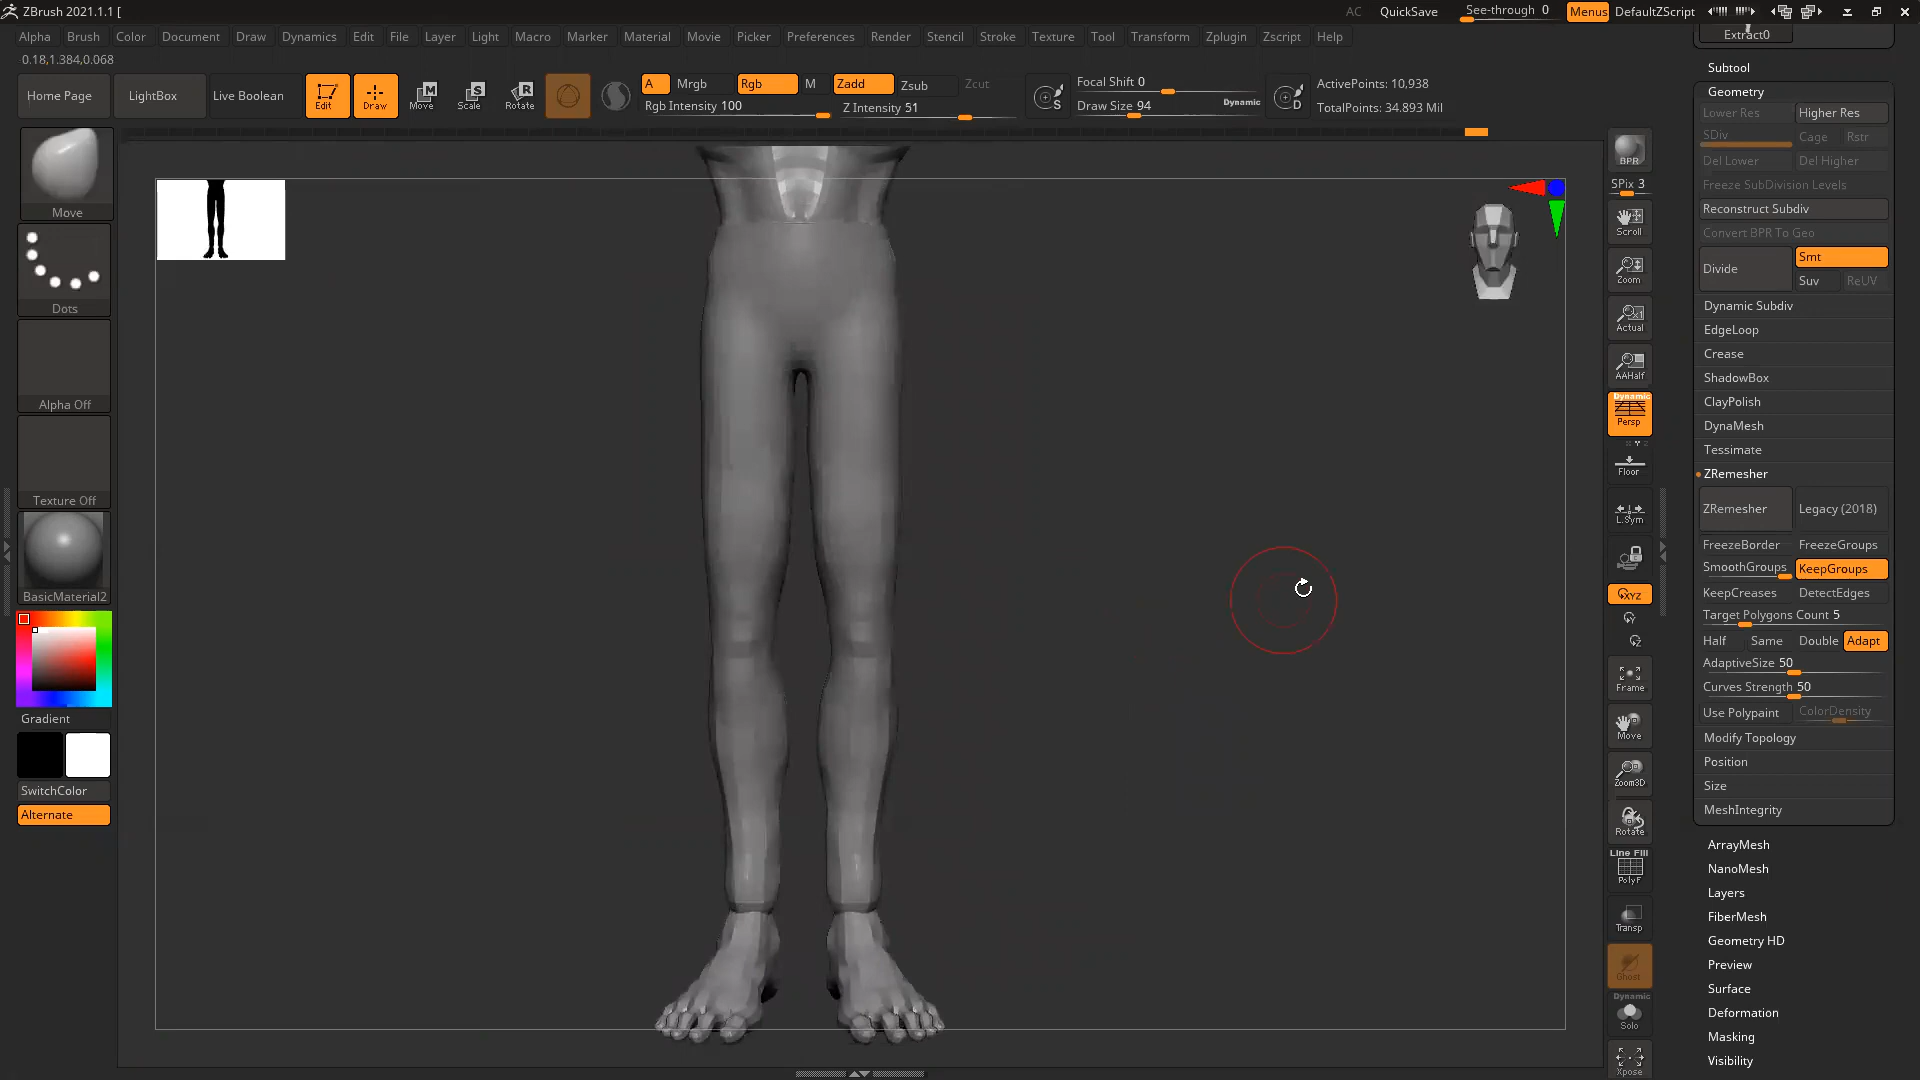 ZBrush 2021.1.1 [
AC QuickSave See-through 0 Menus DefaultZScript
Alpha Brush Color Document Draw Dynamics Edit File Layer Light Macro Marker Material Movie Picker Preferences Render Stencil Stroke Texture Tool Transform Zplugin Zscript Help
0.18,1.384,0.068
Home Page LightBox Live Boolean Edit Draw Move Scale Rotate
A Mrgb Rgb M Zadd Zsub Zcut
Rgb Intensity 100 Z Intensity 51
Focal Shift 0
Draw Size 94 Dynamic
ActivePoints: 10,938
TotalPoints: 34.893 Mil
Move
Dots
Alpha Off
Texture Off
BasicMaterial2
Gradient
SwitchColor
Alternate
BPR
SPix 3
Scroll
Zoom
Actual
AAHalf
Dynamic
Persp
Floor
L.Sym
XYZ
Y
Z
Frame
Move
Zoom3D
Rotate
Line Fill
PolyF
Transp
Ghost
Dynamic
Solo
Xpose
Extract0
Subtool
Geometry
Lower Res Higher Res
SDiv Cage Rstr
Del Lower Del Higher
Freeze SubDivision Levels
Reconstruct Subdiv
Convert BPR To Geo
Divide Smt
Suv ReUV
Dynamic Subdiv
EdgeLoop
Crease
ShadowBox
ClayPolish
DynaMesh
Tessimate
ZRemesher
ZRemesher Legacy (2018)
FreezeBorder FreezeGroups
SmoothGroups KeepGroups
KeepCreases DetectEdges
Target Polygons Count 5
Half Same Double Adapt
AdaptiveSize 50
Curves Strength 50
Use Polypaint ColorDensity
Modify Topology
Position
Size
MeshIntegrity
ArrayMesh
NanoMesh
Layers
FiberMesh
Geometry HD
Preview
Surface
Deformation
Masking
Visibility